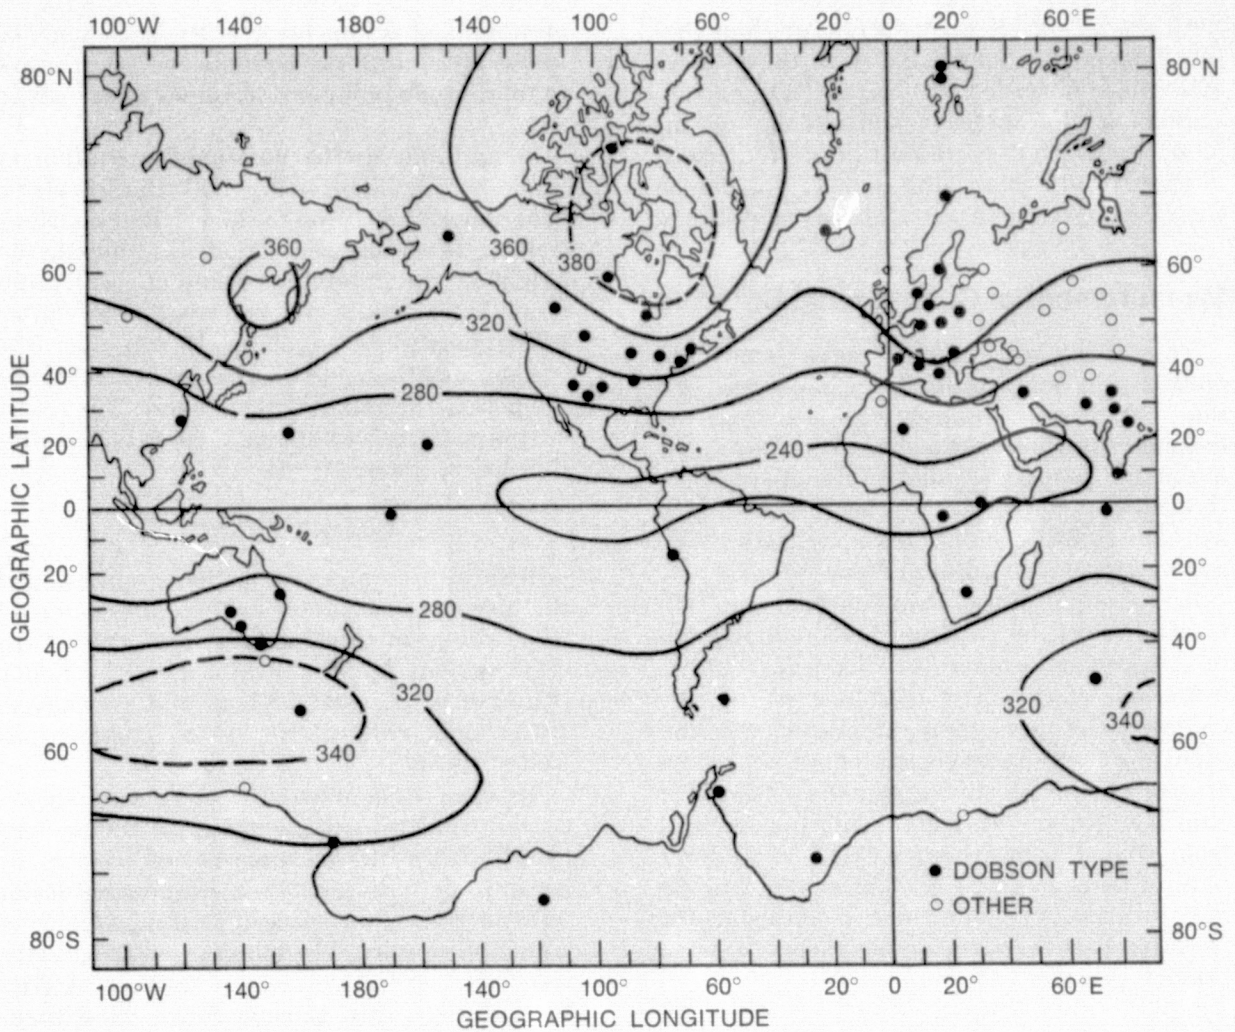 100°W 140° 180° 140° 100° 60° 20° 0 20° 60°E
80°N 80°N
360 360 380
60° 60°
320
40° 280 40°
20° 240 20°
0 0
20° 20°
280
40° 40°
320 320
340 340
60° 60°
DOBSON TYPE
OTHER
80°S 80°S
100°W 140° 180° 140° 100° 60° 20° 0 20° 60°E
GEOGRAPHIC LONGITUDE
GEOGRAPHIC LATITUDE